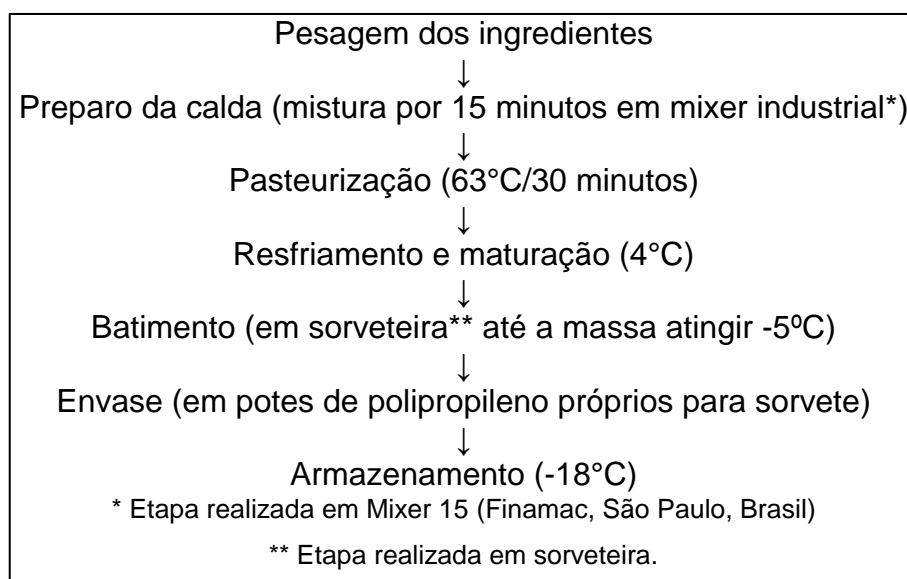 Pesagem dos ingredientes
↓
Preparo da calda (mistura por 15 minutos em mixer industrial*)
↓
Pasteurização (63°C/30 minutos)
↓
Resfriamento e maturação (4°C)
↓
Batimento (em sorveteira** até a massa atingir -5ºC)
↓
Envase (em potes de polipropileno próprios para sorvete)
↓
Armazenamento (-18°C)
* Etapa realizada em Mixer 15 (Finamac, São Paulo, Brasil)
** Etapa realizada em sorveteira.